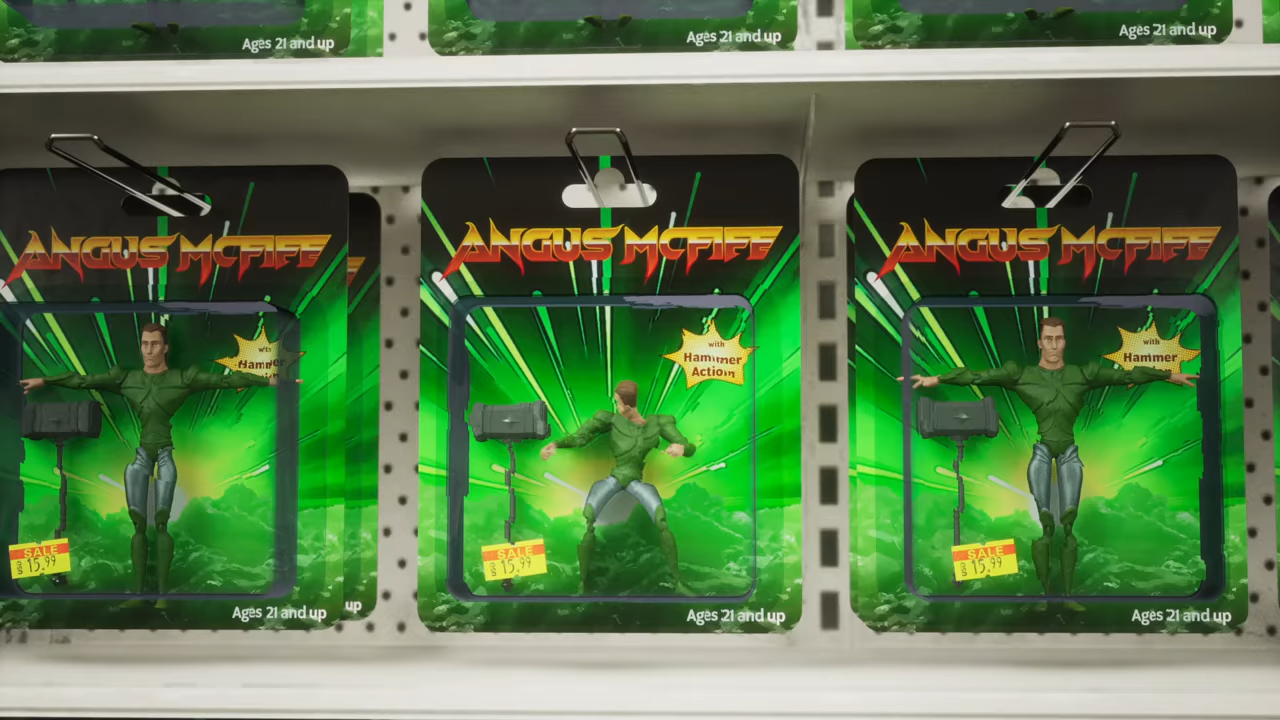 Ages 21 and up
Ages 21 and up
Ages 21 and up
ANGUS MCFIFE
with
Hammer
SALE
15.99
Ages 21 and up
up
ANGUS MCFIFE
with
Hammer
Action
SALE
15.99
Ages 21 and up
ANGUS MCFIFE
with
Hammer
SALE
15.99
Ages 21 and up